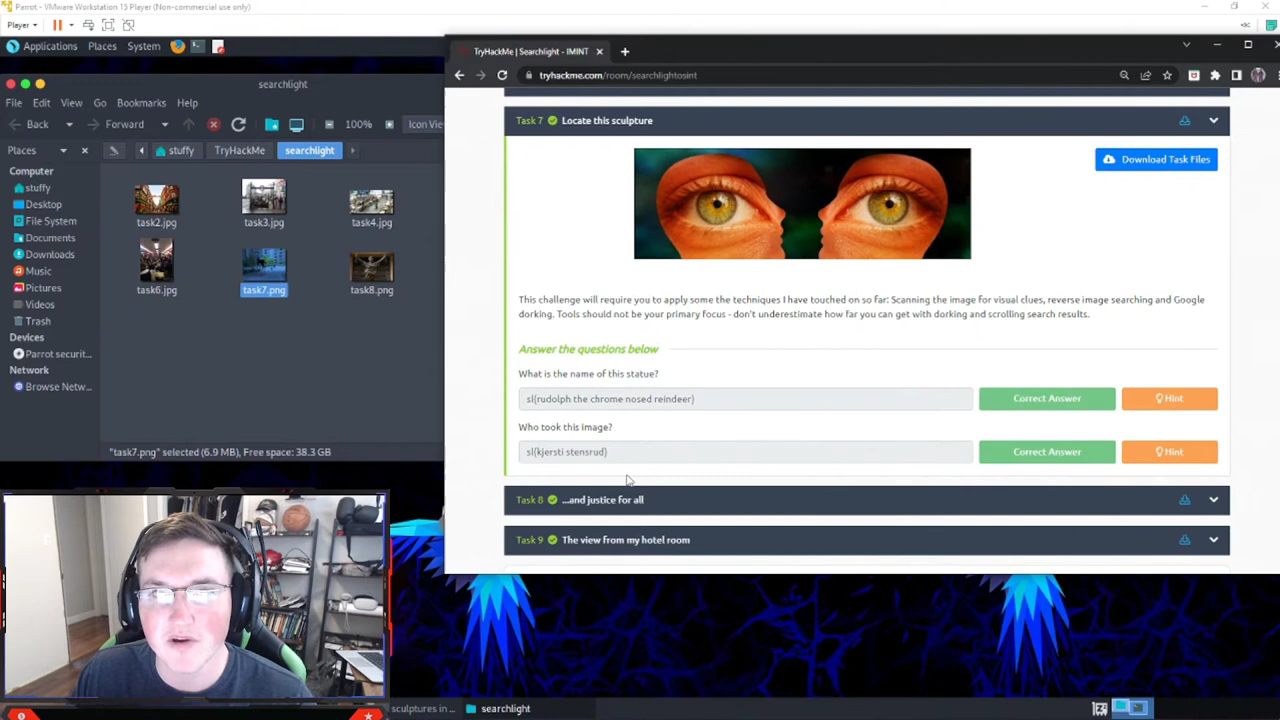 Parrot - VMware Workstation 15 Player (Non-commercial use only)
Player
Applications Places System
TryHackMe | Searchlight - IMINT
tryhackme.com/room/searchlightosint
searchlight
File Edit View Go Bookmarks Help
Back Forward 100% Icon View
Places
stuffy TryHackMe searchlight
Computer
stuffy
Desktop
File System
Documents
Downloads
Music
Pictures
Videos
Trash
Devices
Parrot securit...
Network
Browse Netw...
task2.jpg task3.jpg task4.jpg
task6.jpg task7.png task8.png
"task7.png" selected (6.9 MB), Free space: 38.3 GB
Task 7 Locate this sculpture
Download Task Files
This challenge will require you to apply some the techniques I have touched on so far: Scanning the image for visual clues, reverse image searching and Google
dorking. Tools should not be your primary focus - don't underestimate how far you can get with dorking and scrolling search results.
Answer the questions below
What is the name of this statue?
sl{rudolph the chrome nosed reindeer}
Correct Answer
Hint
Who took this image?
sl{kjersti stensrud}
Correct Answer
Hint
Task 8 ...and justice for all
Task 9 The view from my hotel room
sculptures in ...
searchlight